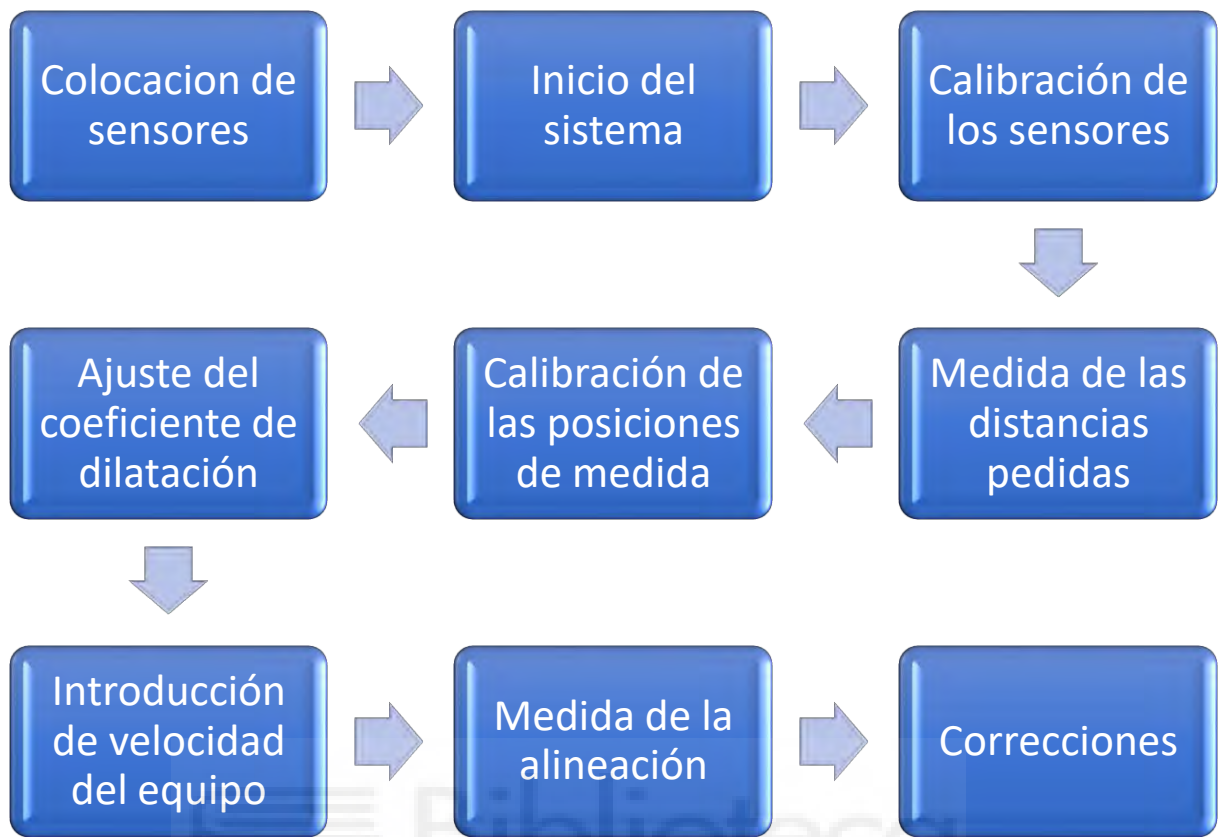 Colocacion de
sensores
Inicio del
sistema
Calibración de
los sensores
Medida de las
distancias
pedidas
Calibración de
las posiciones
de medida
Ajuste del
coeficiente de
dilatación
Introducción
de velocidad
del equipo
Medida de la
alineación
Correcciones
Biblioteca